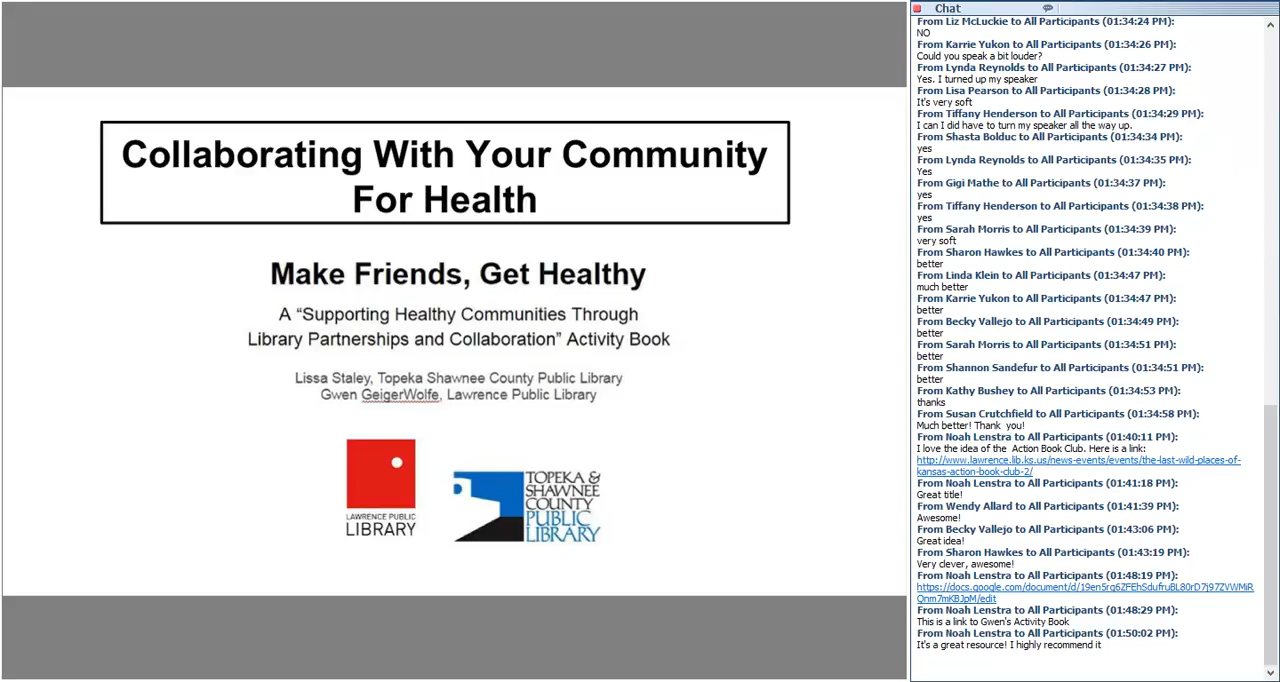 Collaborating With Your Community
For Health
Make Friends, Get Healthy
A “Supporting Healthy Communities Through
Library Partnerships and Collaboration” Activity Book
Lissa Staley, Topeka Shawnee County Public Library
Gwen GeigerWolfe, Lawrence Public Library
LAWRENCE PUBLIC
LIBRARY
TOPEKA &
SHAWNEE
COUNTY
PUBLIC
LIBRARY
Chat
From Liz McLuckie to All Participants (01:34:24 PM):
NO
From Karrie Yukon to All Participants (01:34:26 PM):
Could you speak a bit louder?
From Lynda Reynolds to All Participants (01:34:27 PM):
Yes. I turned up my speaker
From Lisa Pearson to All Participants (01:34:28 PM):
It's very soft
From Tiffany Henderson to All Participants (01:34:29 PM):
I can I did have to turn my speaker all the way up.
From Shasta Bolduc to All Participants (01:34:34 PM):
yes
From Lynda Reynolds to All Participants (01:34:35 PM):
Yes
From Gigi Mathe to All Participants (01:34:37 PM):
yes
From Tiffany Henderson to All Participants (01:34:38 PM):
yes
From Sarah Morris to All Participants (01:34:39 PM):
very soft
From Sharon Hawkes to All Participants (01:34:40 PM):
better
From Linda Klein to All Participants (01:34:47 PM):
much better
From Karrie Yukon to All Participants (01:34:47 PM):
better
From Becky Vallejo to All Participants (01:34:49 PM):
better
From Sarah Morris to All Participants (01:34:51 PM):
better
From Shannon Sandefur to All Participants (01:34:51 PM):
better
From Kathy Bushey to All Participants (01:34:53 PM):
thanks
From Susan Crutchfield to All Participants (01:34:58 PM):
Much better! Thank you!
From Noah Lenstra to All Participants (01:40:11 PM):
I love the idea of the Action Book Club. Here is a link:
http://www.lawrence.lib.ks.us/news-events/events/the-last-wild-places-of-
kansas-action-book-club-2/
From Noah Lenstra to All Participants (01:41:18 PM):
Great title!
From Wendy Allard to All Participants (01:41:39 PM):
Awesome!
From Becky Vallejo to All Participants (01:43:06 PM):
Great idea!
From Sharon Hawkes to All Participants (01:43:19 PM):
Very clever, awesome!
From Noah Lenstra to All Participants (01:48:19 PM):
https://docs.google.com/document/d/19en5rg6ZFEhSdufruBL80rD7j97ZVWMiR
Qnm7mKBJpM/edit
From Noah Lenstra to All Participants (01:48:29 PM):
This is a link to Gwen's Activity Book
From Noah Lenstra to All Participants (01:50:02 PM):
It's a great resource! I highly recommend it